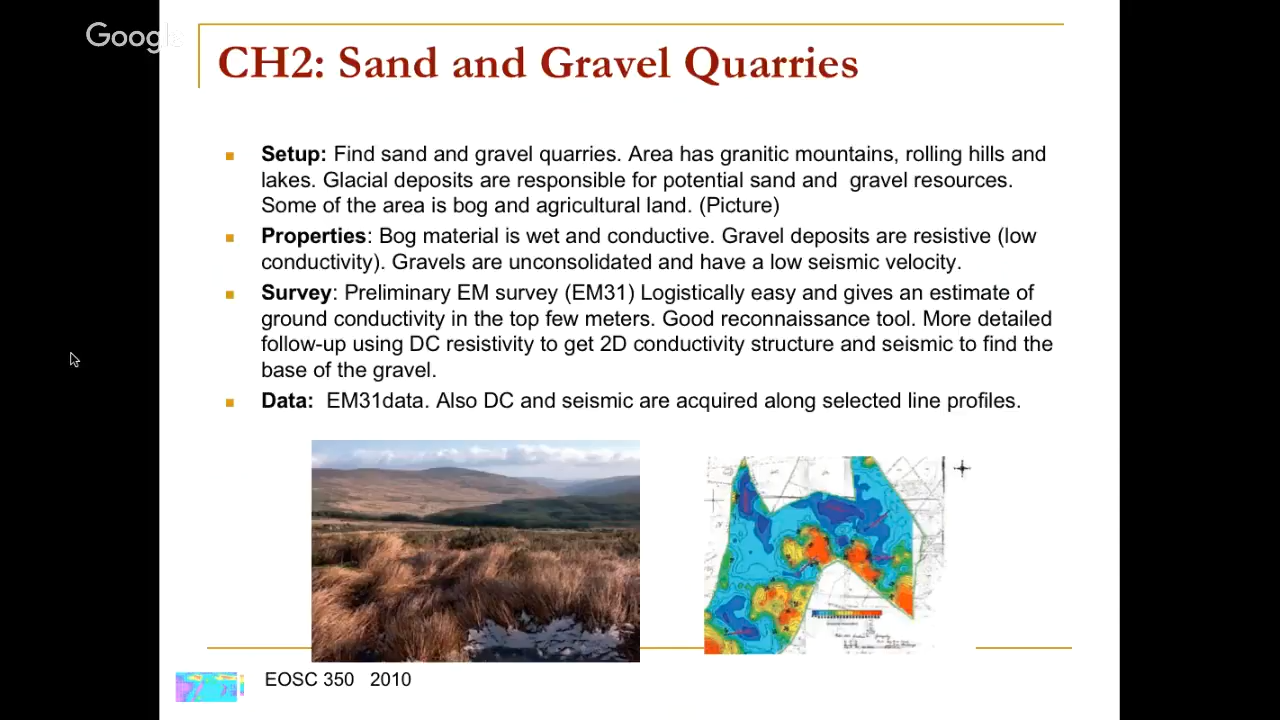 Google
CH2: Sand and Gravel Quarries
Setup: Find sand and gravel quarries. Area has granitic mountains, rolling hills and
lakes. Glacial deposits are responsible for potential sand and gravel resources.
Some of the area is bog and agricultural land. (Picture)
Properties: Bog material is wet and conductive. Gravel deposits are resistive (low
conductivity). Gravels are unconsolidated and have a low seismic velocity.
Survey: Preliminary EM survey (EM31) Logistically easy and gives an estimate of
ground conductivity in the top few meters. Good reconnaissance tool. More detailed
follow-up using DC resistivity to get 2D conductivity structure and seismic to find the
base of the gravel.
Data: EM31data. Also DC and seismic are acquired along selected line profiles.
EOSC 350 2010